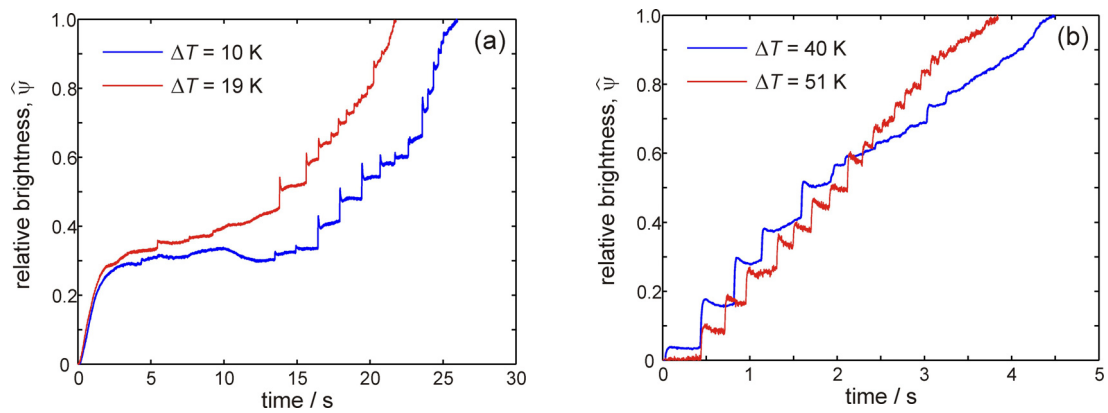 (a)
ΔT = 10 K
ΔT = 19 K
relative brightness, ψ̂
1.0
0.8
0.6
0.4
0.2
0
0 5 10 15 20 25 30
time / s
(b)
ΔT = 40 K
ΔT = 51 K
relative brightness, ψ̂
1.0
0.8
0.6
0.4
0.2
0
0 1 2 3 4 5
time / s